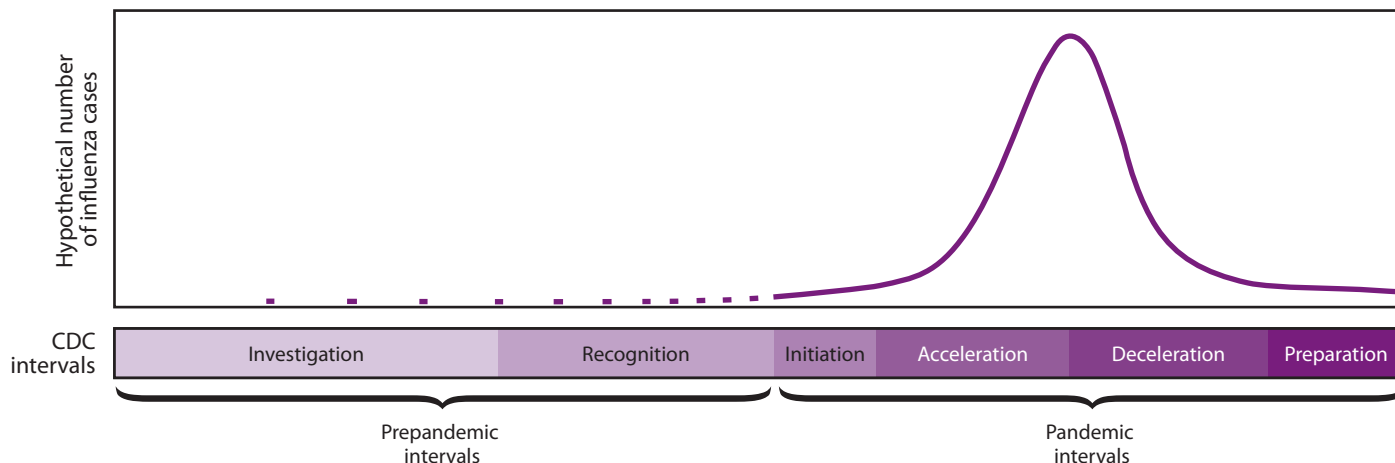 Hypothetical number
of influenza cases
CDC
intervals
Investigation
Recognition
Initiation
Acceleration
Deceleration
Preparation
Prepandemic
intervals
Pandemic
intervals